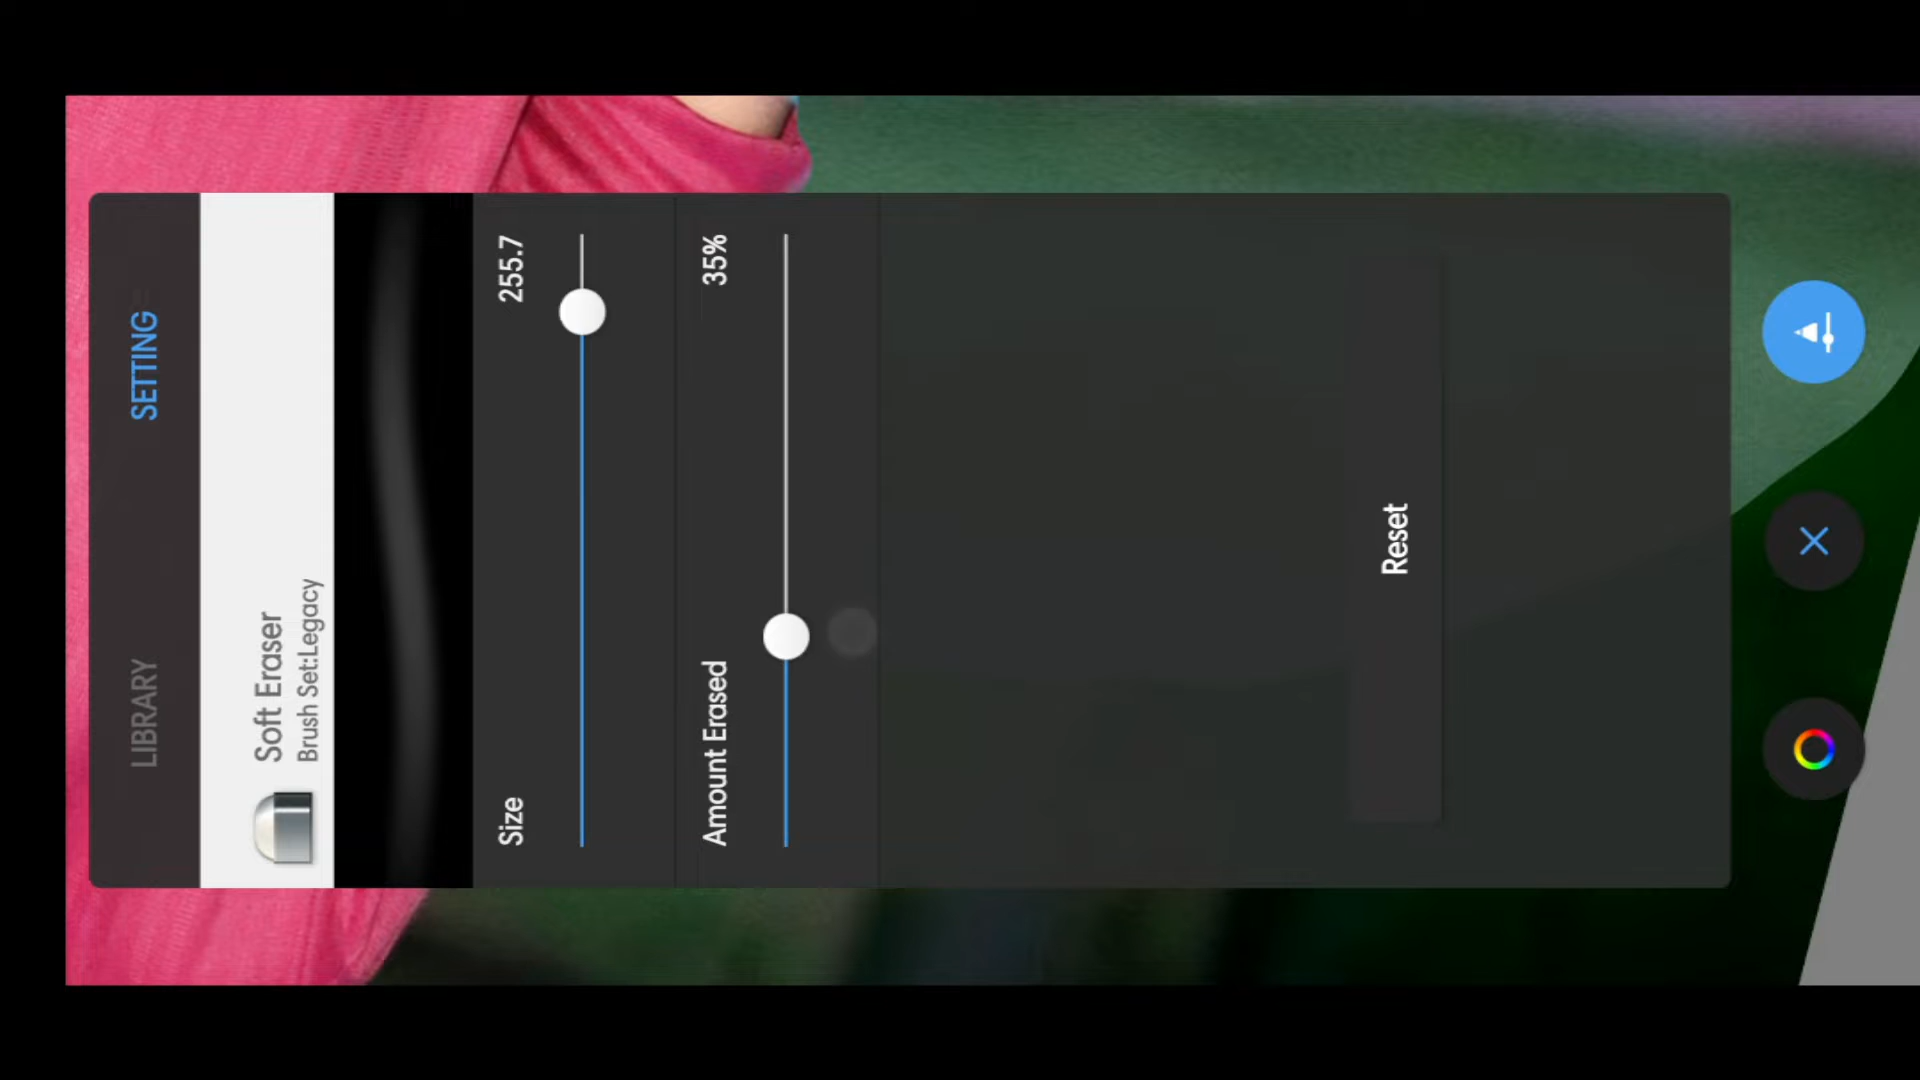 LIBRARY
SETTING
Soft Eraser
Brush Set:Legacy
Size
255.7
Amount Erased
35%
Reset